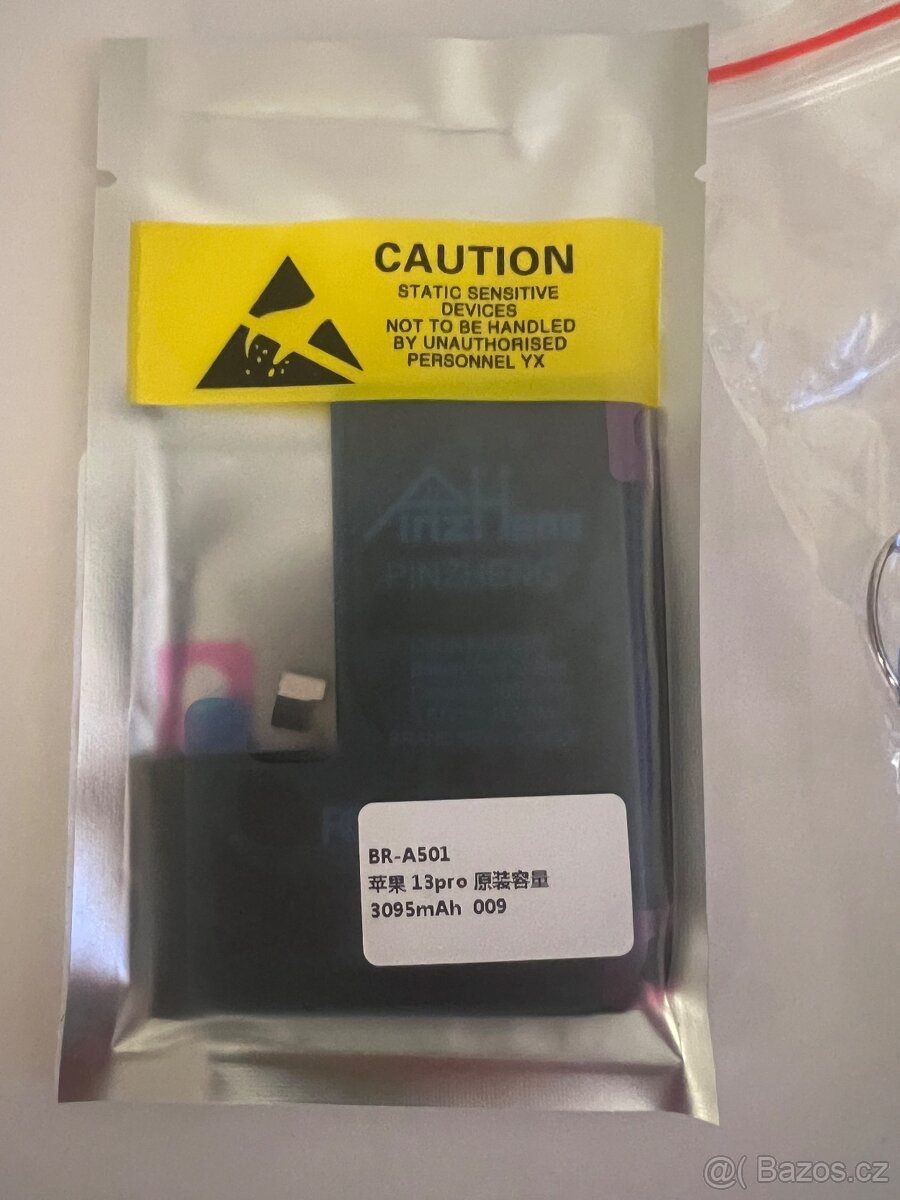 CAUTION
STATIC SENSITIVE
DEVICES
NOT TO BE HANDLED
BY UNAUTHORISED
PERSONNEL YX
PINZHENG
BR-A501
苹果 13pro 原装容量
3095mAh 009
@( Bazos.cz